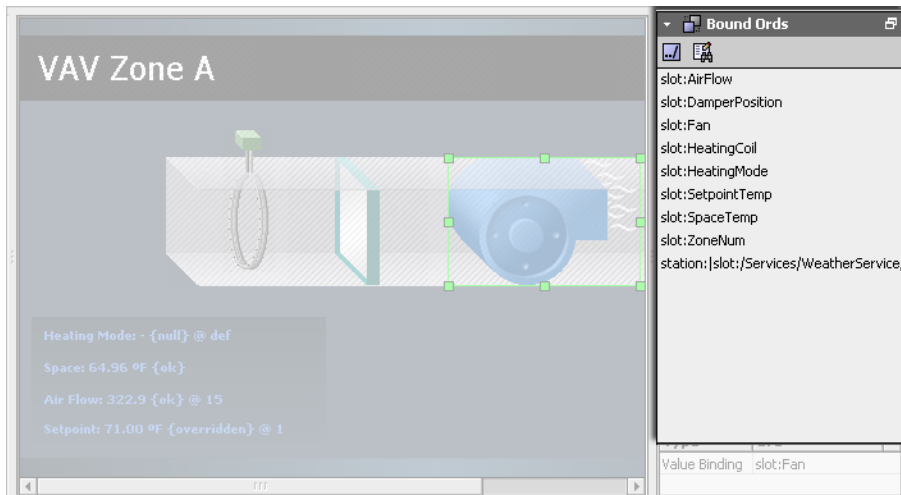 VAV Zone A
Heating Mode: - {null} @ def
Space: 64.96 ºF {ok}
Air Flow: 322.9 {ok} @ 15
Setpoint: 71.00 ºF {overridden} @ 1
Bound Ords
slot:AirFlow
slot:DamperPosition
slot:Fan
slot:HeatingCoil
slot:HeatingMode
slot:SetpointTemp
slot:SpaceTemp
slot:ZoneNum
station:|slot:/Services/WeatherService
Value Binding slot:Fan